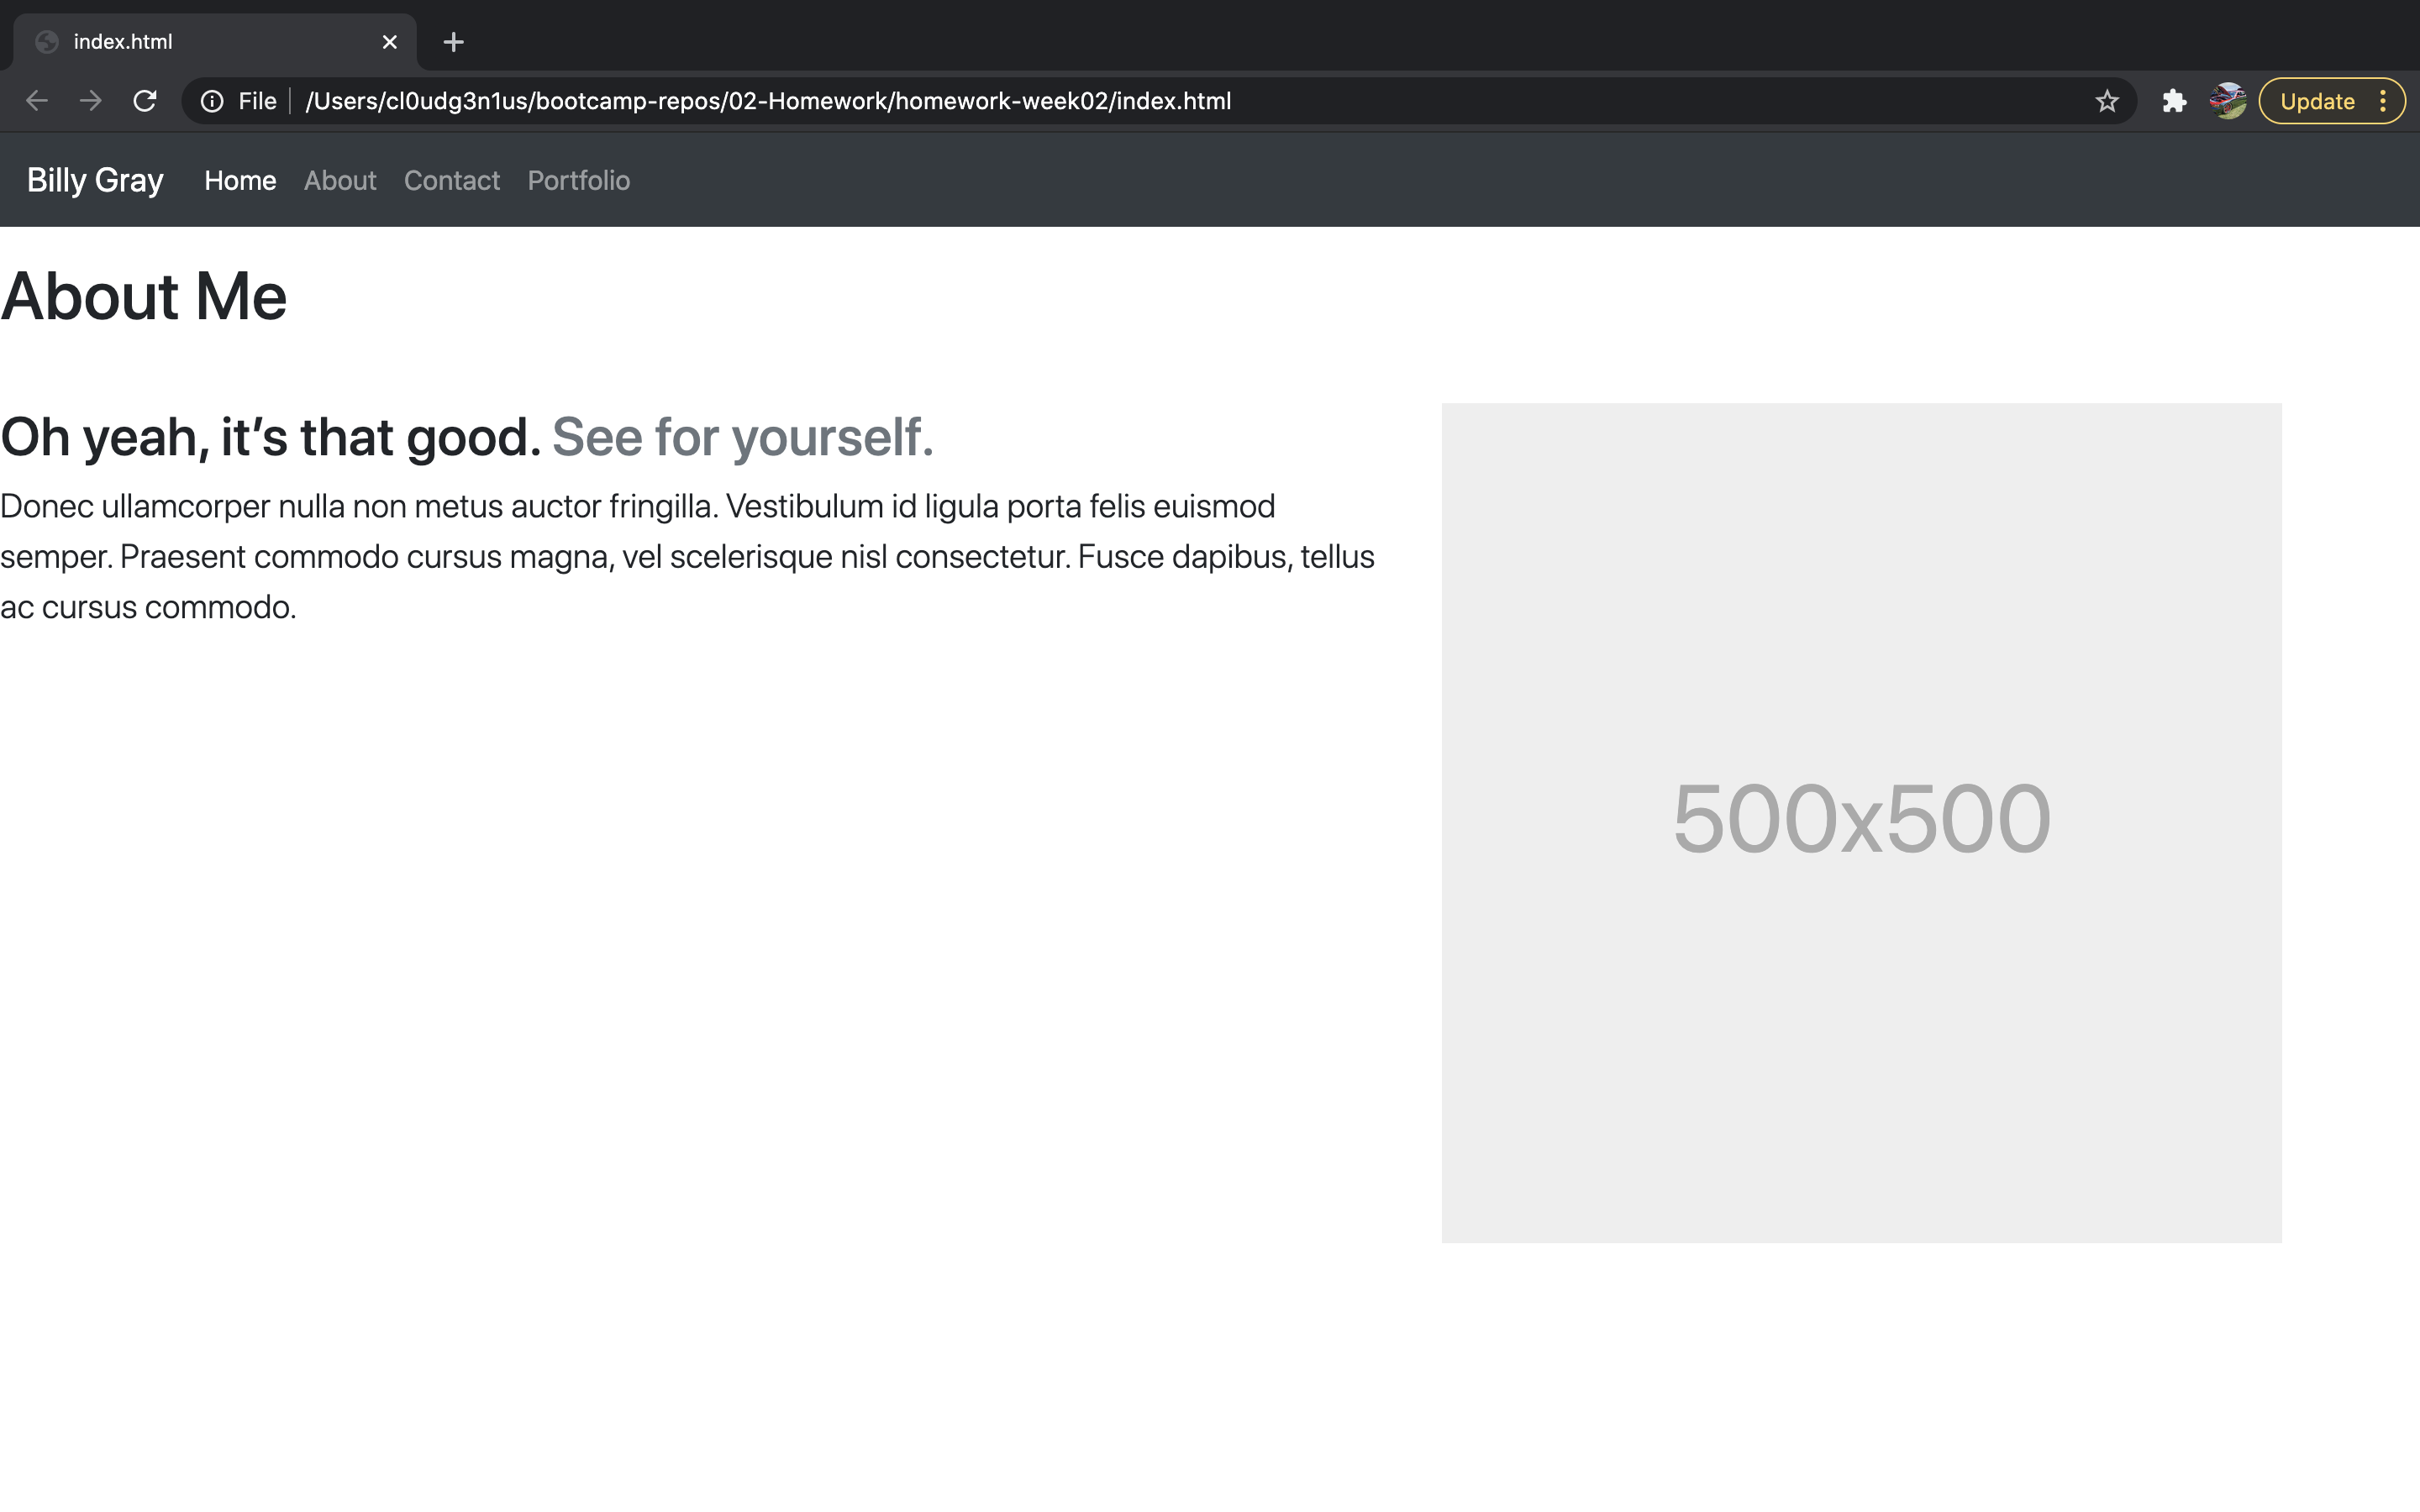 index.html
File /Users/cl0udg3n1us/bootcamp-repos/02-Homework/homework-week02/index.html Update
Billy Gray Home About Contact Portfolio
About Me
Oh yeah, it’s that good. See for yourself.
Donec ullamcorper nulla non metus auctor fringilla. Vestibulum id ligula porta felis euismod
semper. Praesent commodo cursus magna, vel scelerisque nisl consectetur. Fusce dapibus, tellus
ac cursus commodo.
500x500